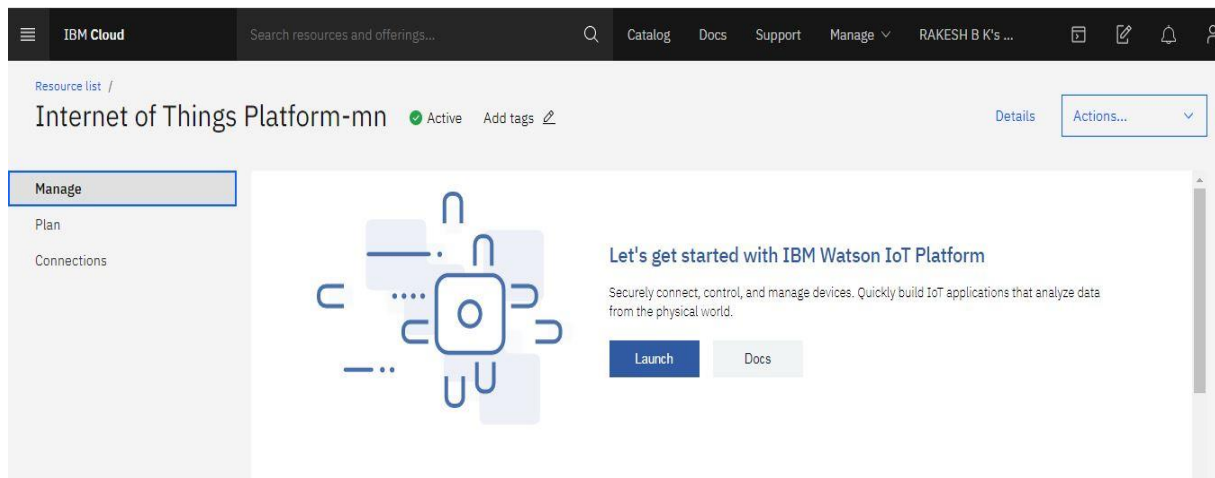 IBM Cloud Search resources and offerings... Catalog Docs Support Manage RAKESH B K's ...
Resource list /
Internet of Things Platform-mn Active Add tags Details Actions...
Manage
Plan
Connections
Let's get started with IBM Watson IoT Platform
Securely connect, control, and manage devices. Quickly build IoT applications that analyze data
from the physical world.
Launch Docs